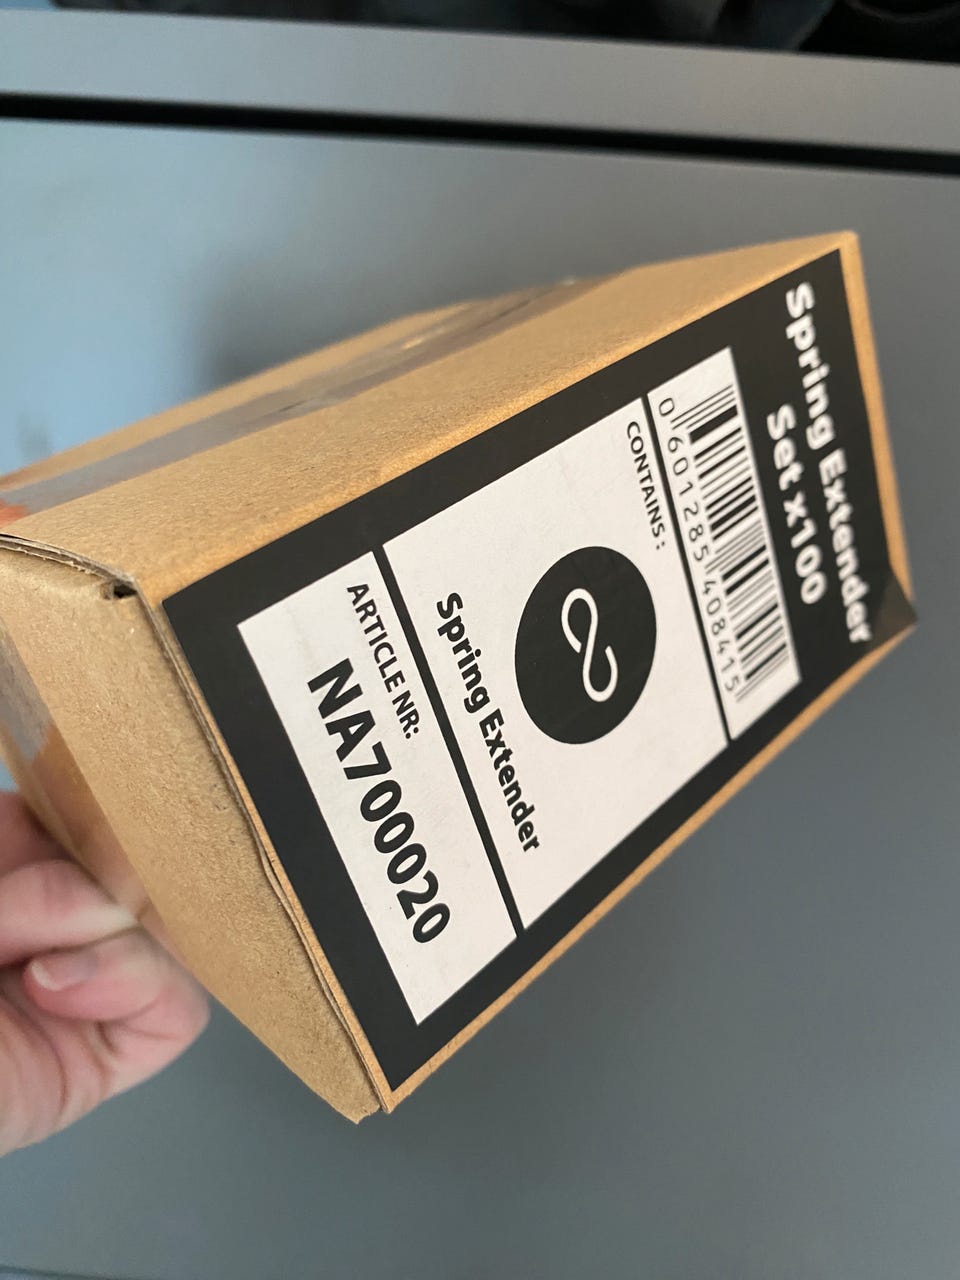 Spring Extender
Set x100
0 601285 408415
CONTAINS:
Spring Extender
ARTICLE NR:
NA700020